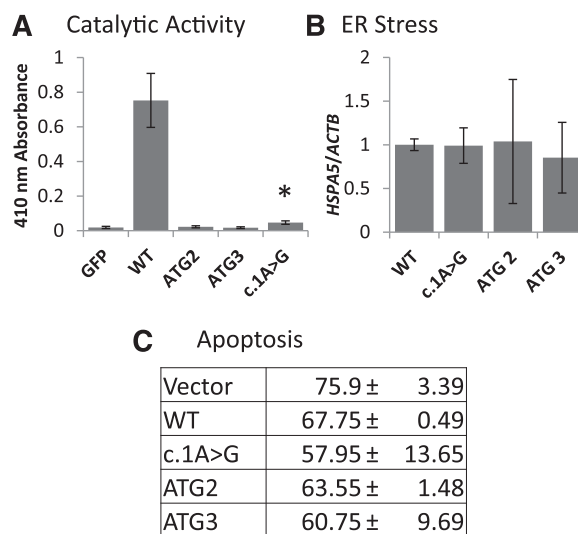 A Catalytic Activity
410 nm Absorbance
1
0.8
0.6
0.4
0.2
0
*
GFP
WT
ATG2
ATG3
c.1A>G
B ER Stress
HSPA5/ACTB
2
1.5
1
0.5
0
WT
c.1A>G
ATG 2
ATG 3
C Apoptosis
Vector 75.9 ± 3.39
WT 67.75 ± 0.49
c.1A>G 57.95 ± 13.65
ATG2 63.55 ± 1.48
ATG3 60.75 ± 9.69